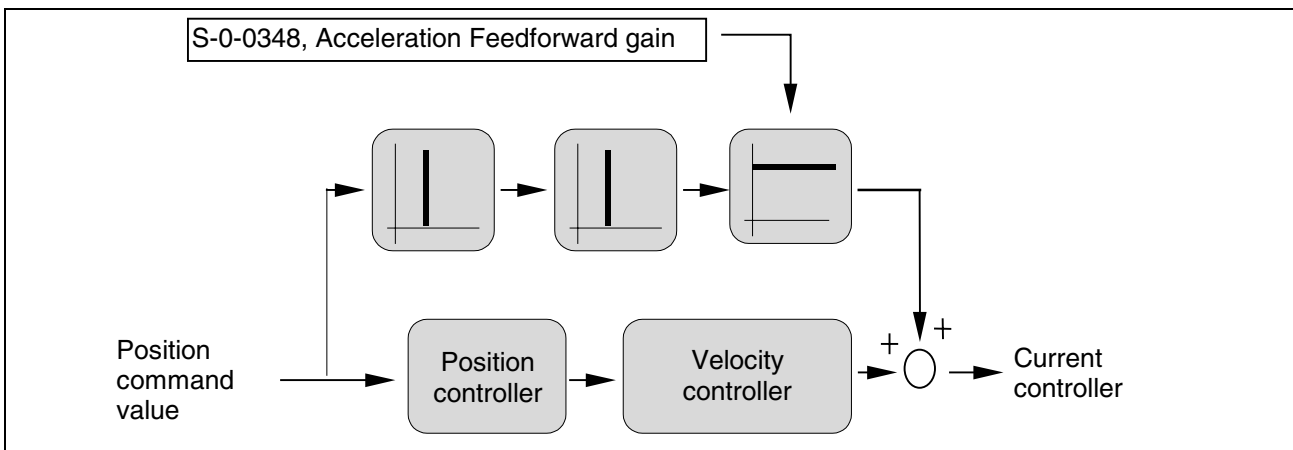 S-0-0348, Acceleration Feedforward gain
Position
command
value
Position
controller
Velocity
controller
+
+
Current
controller